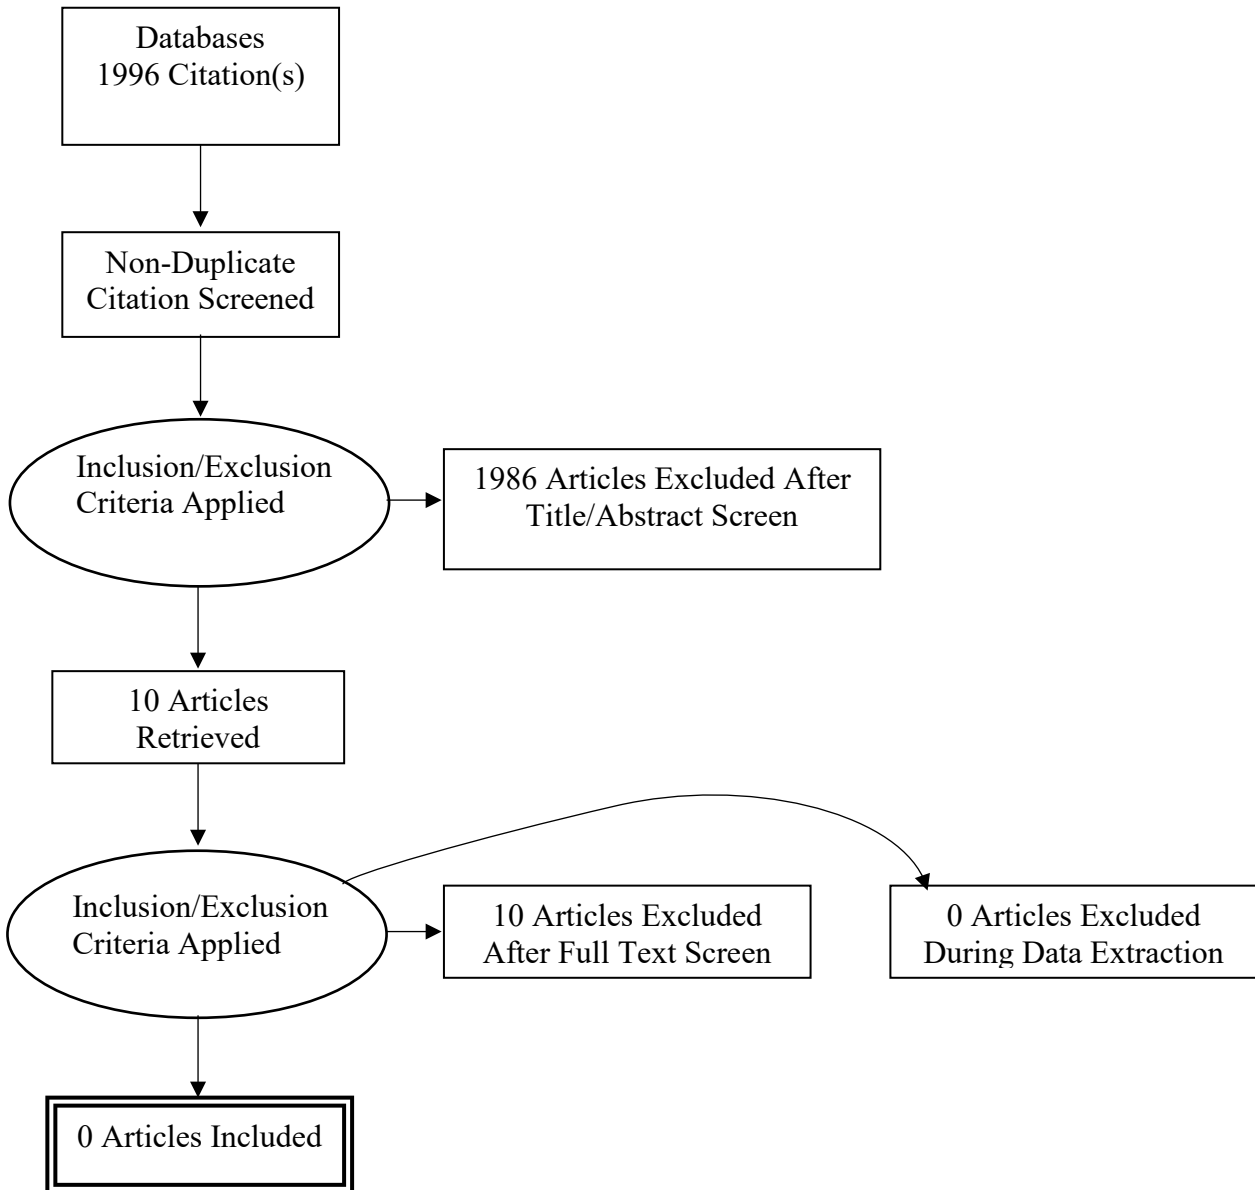 Databases
1996 Citation(s)
Non-Duplicate
Citation Screened
Inclusion/Exclusion
Criteria Applied
1986 Articles Excluded After
Title/Abstract Screen
10 Articles
Retrieved
Inclusion/Exclusion
Criteria Applied
10 Articles Excluded
After Full Text Screen
0 Articles Excluded
During Data Extraction
0 Articles Included